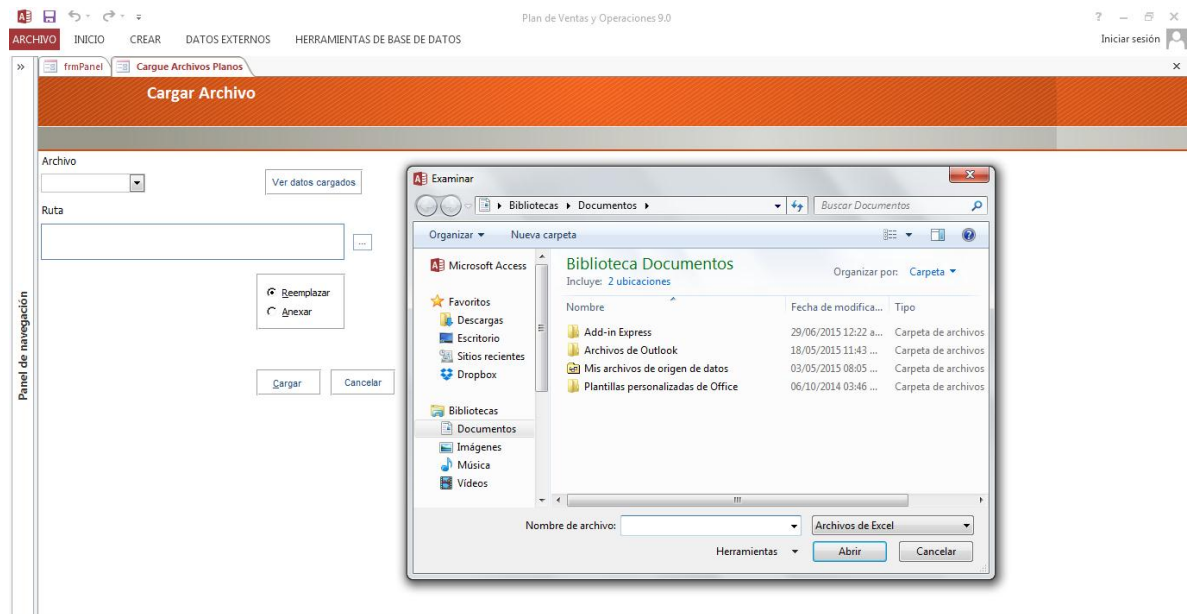 Plan de Ventas y Operaciones 9.0
ARCHIVO INICIO CREAR DATOS EXTERNOS HERRAMIENTAS DE BASE DE DATOS
Iniciar sesión
frmPanel Cargue Archivos Planos
Cargar Archivo
Archivo
Ver datos cargados
Ruta
...
Reemplazar
Anexar
Cargar Cancelar
Panel de navegación
Examinar
Bibliotecas Documentos
Buscar Documentos
Organizar Nueva carpeta
Microsoft Access
Favoritos
Descargas
Escritorio
Sitios recientes
Dropbox
Bibliotecas
Documentos
Imágenes
Música
Vídeos
Biblioteca Documentos
Incluye: 2 ubicaciones
Organizar por: Carpeta
Nombre Fecha de modifica... Tipo
Add-in Express 29/06/2015 12:22 a... Carpeta de archivos
Archivos de Outlook 18/05/2015 11:43 ... Carpeta de archivos
Mis archivos de origen de datos 03/05/2015 08:05 ... Carpeta de archivos
Plantillas personalizadas de Office 06/10/2014 03:46 ... Carpeta de archivos
Nombre de archivo: Archivos de Excel
Herramientas Abrir Cancelar